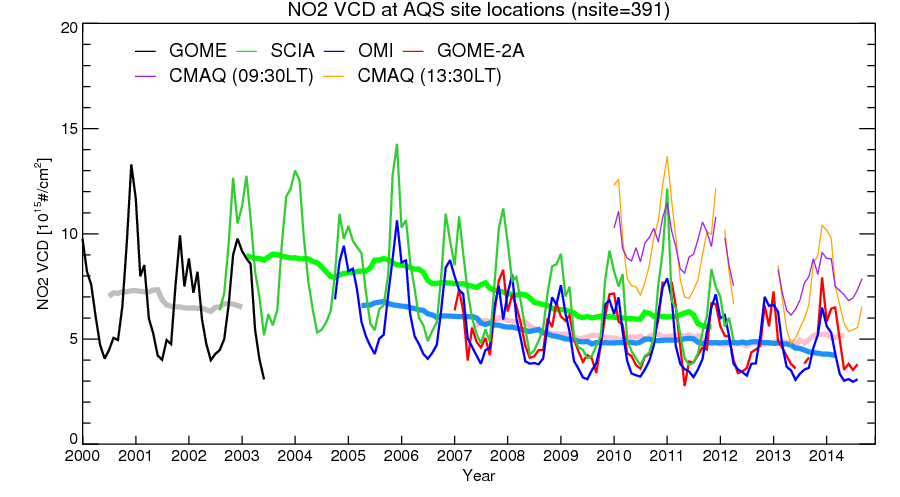 NO2 VCD at AQS site locations (nsite=391)
GOME SCIA OMI GOME-2A
CMAQ (09:30LT) CMAQ (13:30LT)
NO2 VCD [10¹⁵#/cm²]
20
15
10
5
0
2000 2001 2002 2003 2004 2005 2006 2007 2008 2009 2010 2011 2012 2013 2014
Year